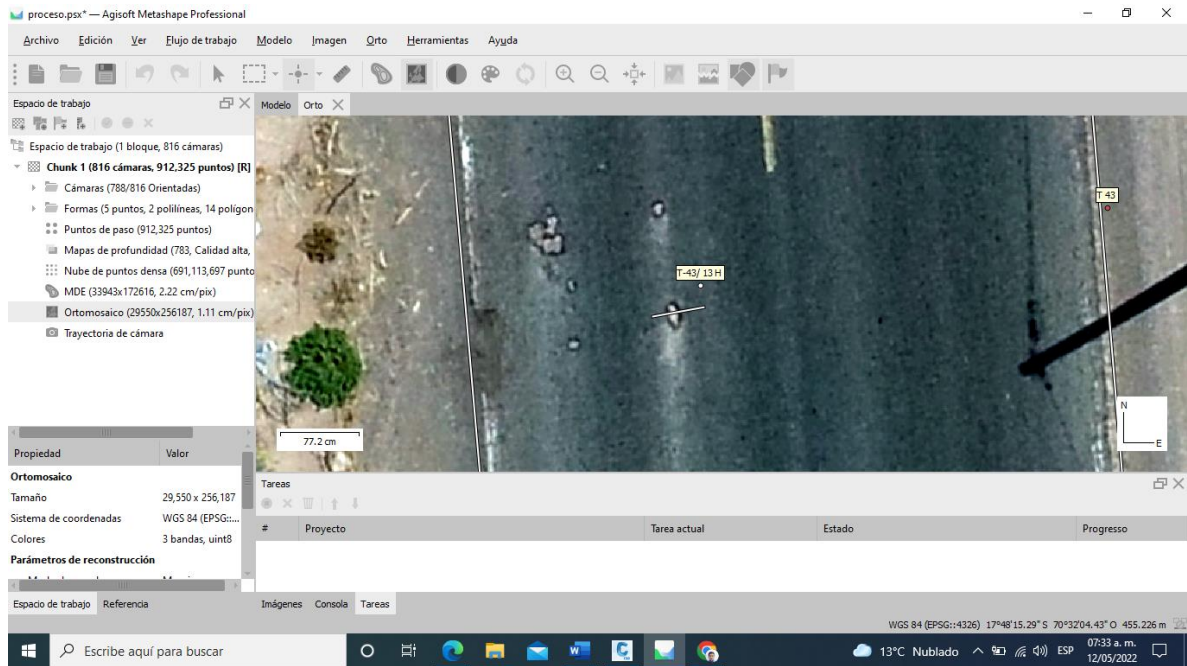 proceso.psx* — Agisoft Metashape Professional
Archivo Edición Ver Flujo de trabajo Modelo Imagen Orto Herramientas Ayuda
Espacio de trabajo
Modelo Orto
Espacio de trabajo (1 bloque, 816 cámaras)
Chunk 1 (816 cámaras, 912,325 puntos) [R]
Cámaras (788/816 Orientadas)
Formas (5 puntos, 2 polilíneas, 14 polígon
Puntos de paso (912,325 puntos)
Mapas de profundidad (783, Calidad alta,
Nube de puntos densa (691,113,697 punto
MDE (33943x172616, 2.22 cm/pix)
Ortomosaico (29550x256187, 1.11 cm/pix)
Trayectoria de cámara
T 43
T-43/ 13 H
77.2 cm
N
E
Propiedad Valor
Ortomosaico
Tamaño 29,550 x 256,187
Sistema de coordenadas WGS 84 (EPSG::...
Colores 3 bandas, uint8
Parámetros de reconstrucción
Espacio de trabajo Referencia
Tareas
# Proyecto Tarea actual Estado Progreso
Imágenes Consola Tareas
WGS 84 (EPSG::4326) 17°48'15.29" S 70°32'04.43" O 455.226 m
Escribe aquí para buscar
13°C Nublado
ESP
07:33 a. m.
12/05/2022